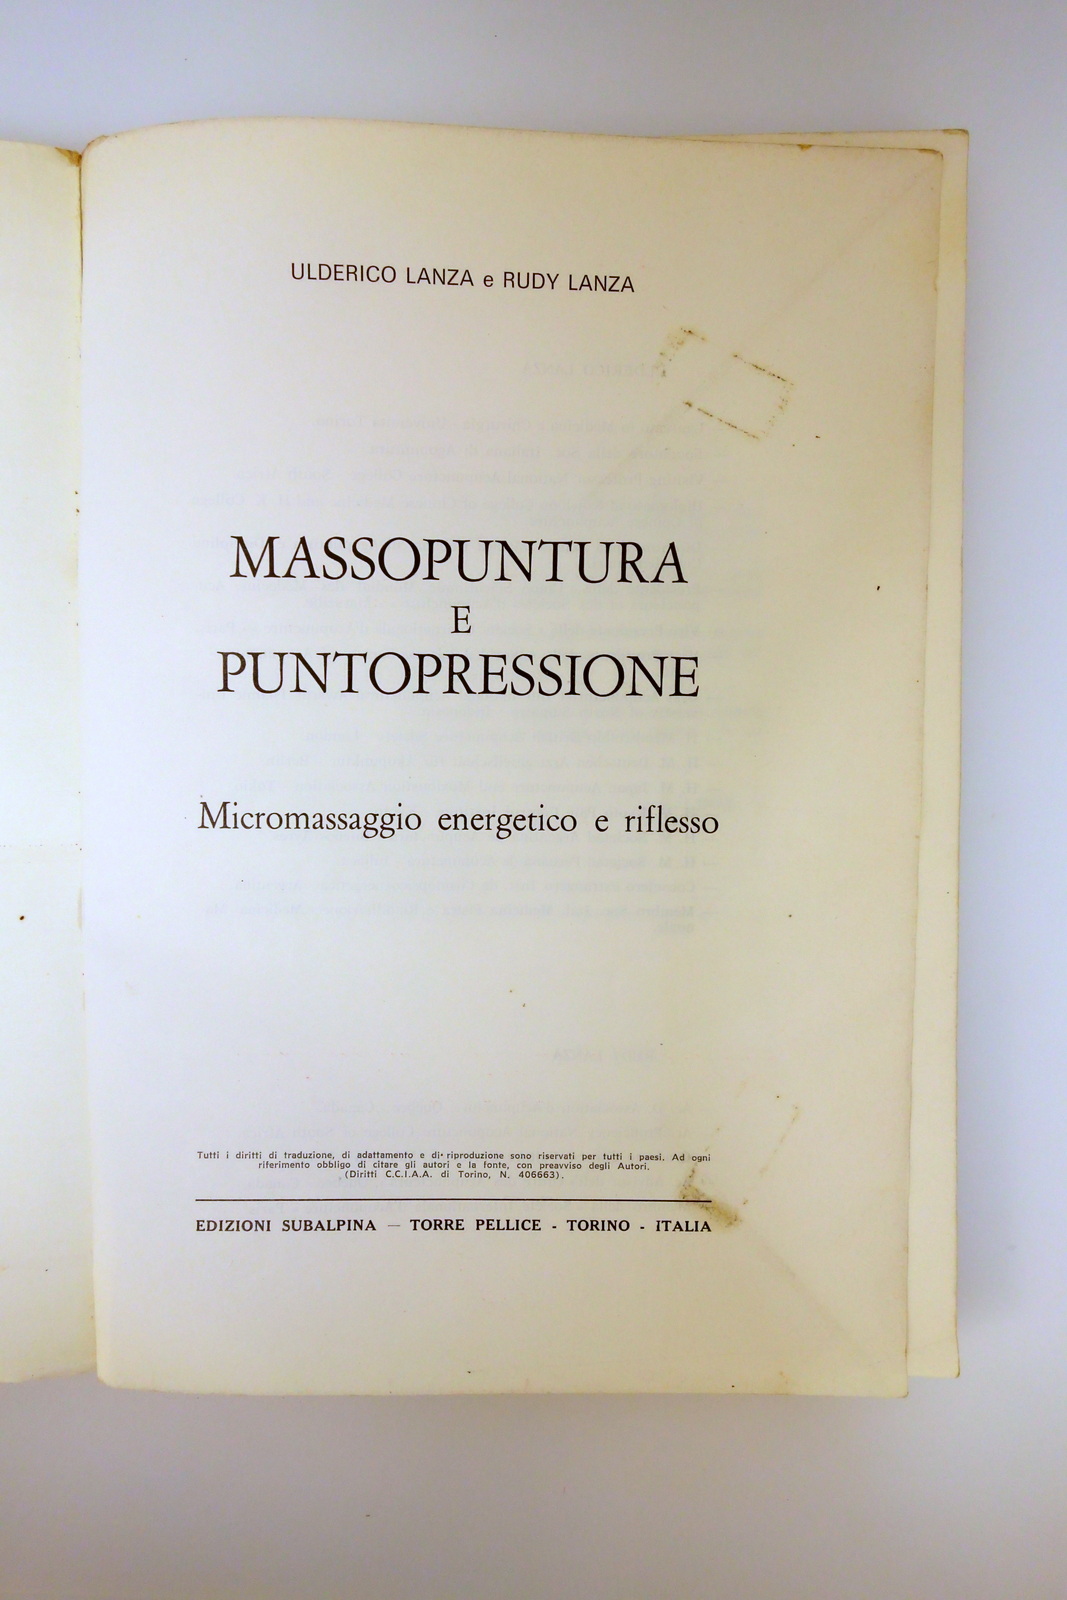 ULDERICO LANZA e RUDY LANZA
MASSOPUNTURA
E
PUNTOPRESSIONE
Micromassaggio energetico e riflesso
Tutti i diritti di traduzione, di adattamento e di riproduzione sono riservati per tutti i paesi. Ad ogni
riferimento obbligo di citare gli autori e la fonte, con preavviso degli Autori.
(Diritti C.C.I.A.A. di Torino, N. 406663).
EDIZIONI SUBALPINA — TORRE PELLICE - TORINO - ITALIA